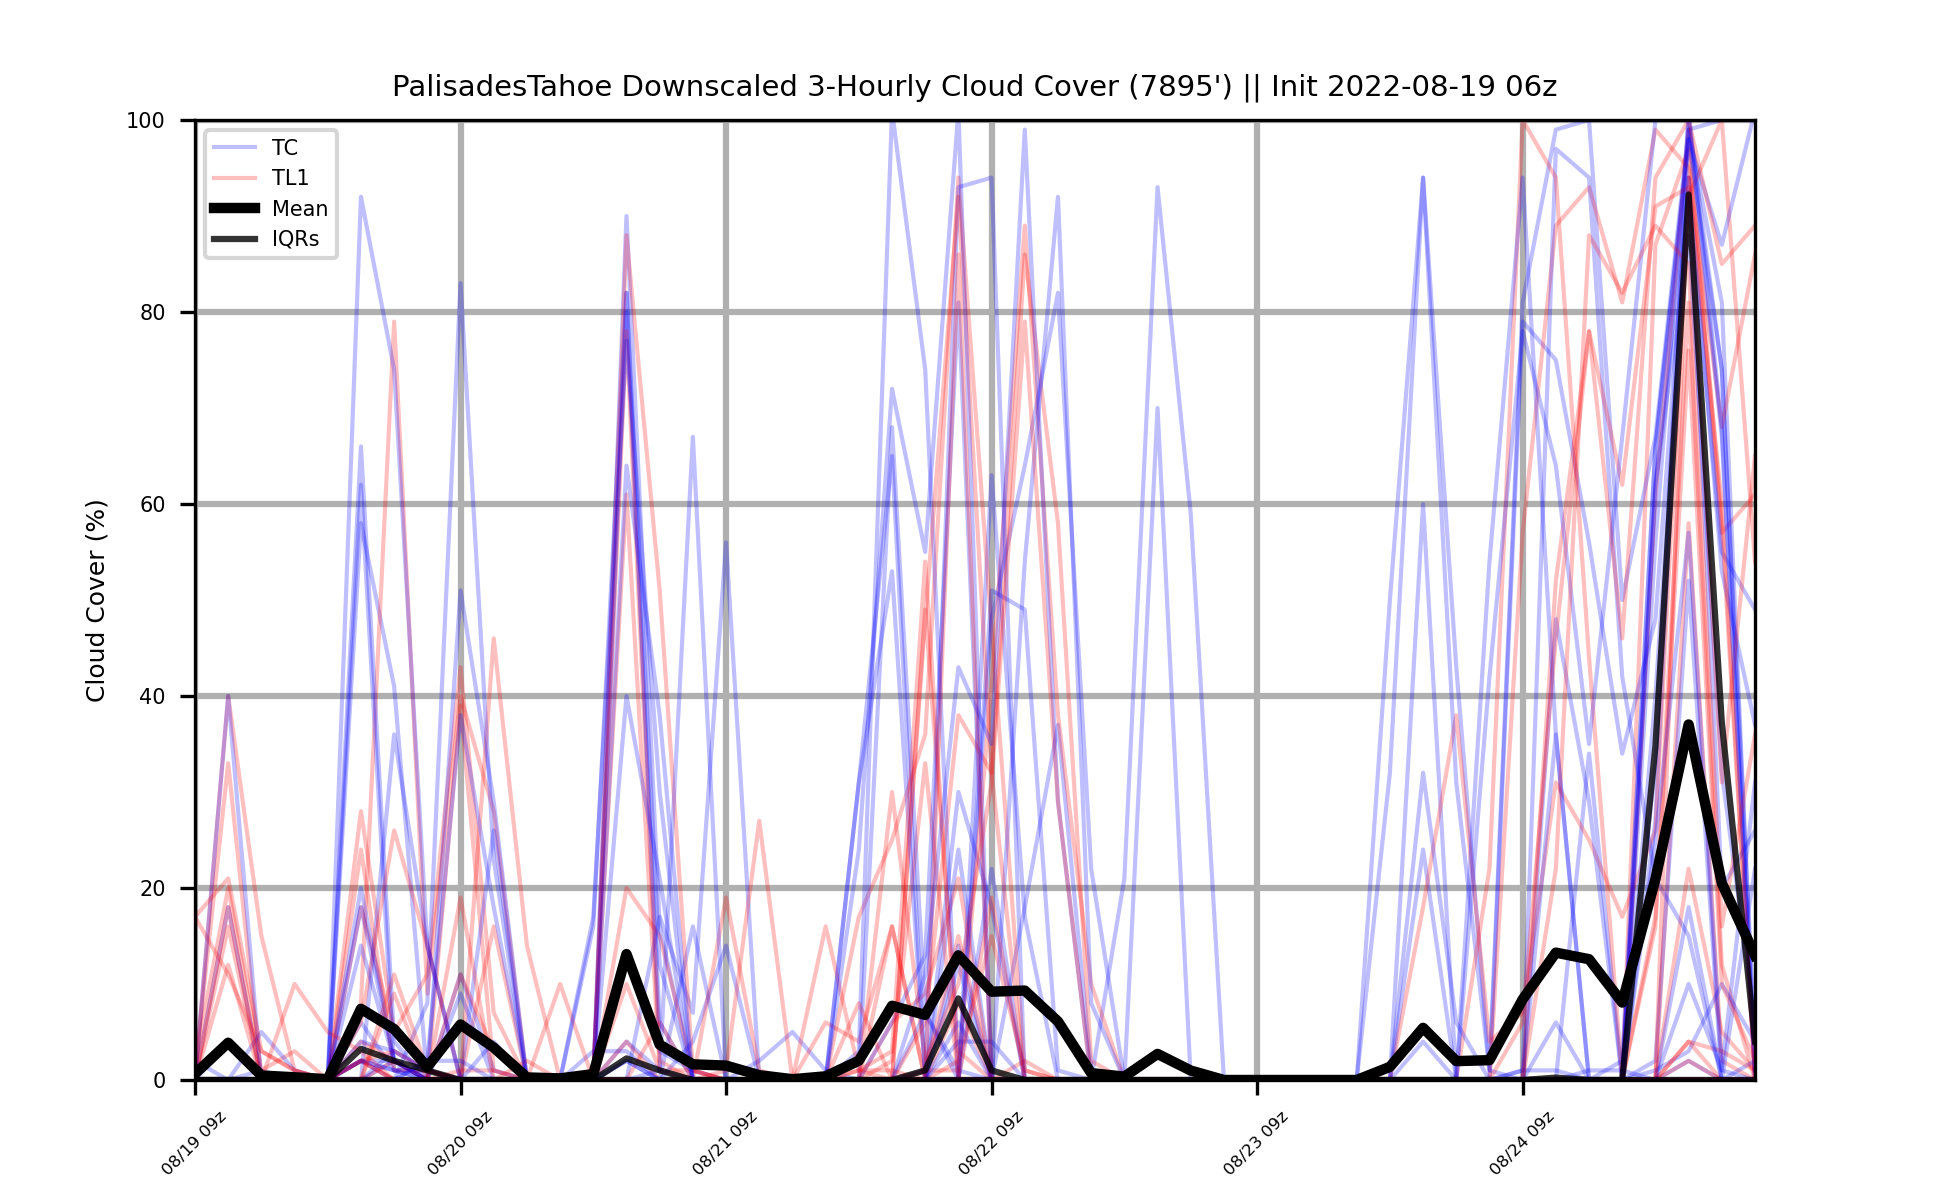 PalisadesTahoe Downscaled 3-Hourly Cloud Cover (7895') || Init 2022-08-19 06z
TC
TL1
Mean
IQRs
Cloud Cover (%)
100
80
60
40
20
0
08/19 09z
08/20 09z
08/21 09z
08/22 09z
08/23 09z
08/24 09z